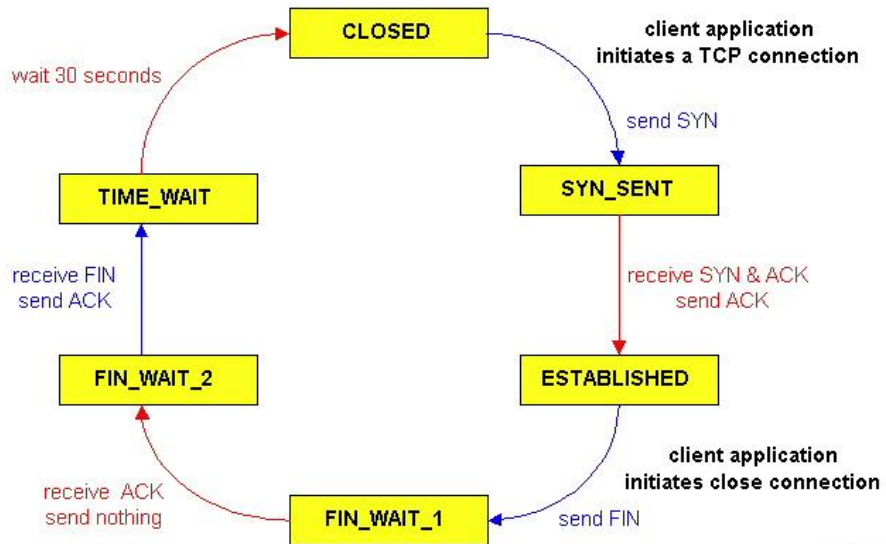 CLOSED
client application
initiates a TCP connection
wait 30 seconds
send SYN
TIME_WAIT
SYN_SENT
receive FIN
send ACK
receive SYN & ACK
send ACK
FIN_WAIT_2
ESTABLISHED
client application
initiates close connection
receive ACK
send nothing
FIN_WAIT_1
send FIN